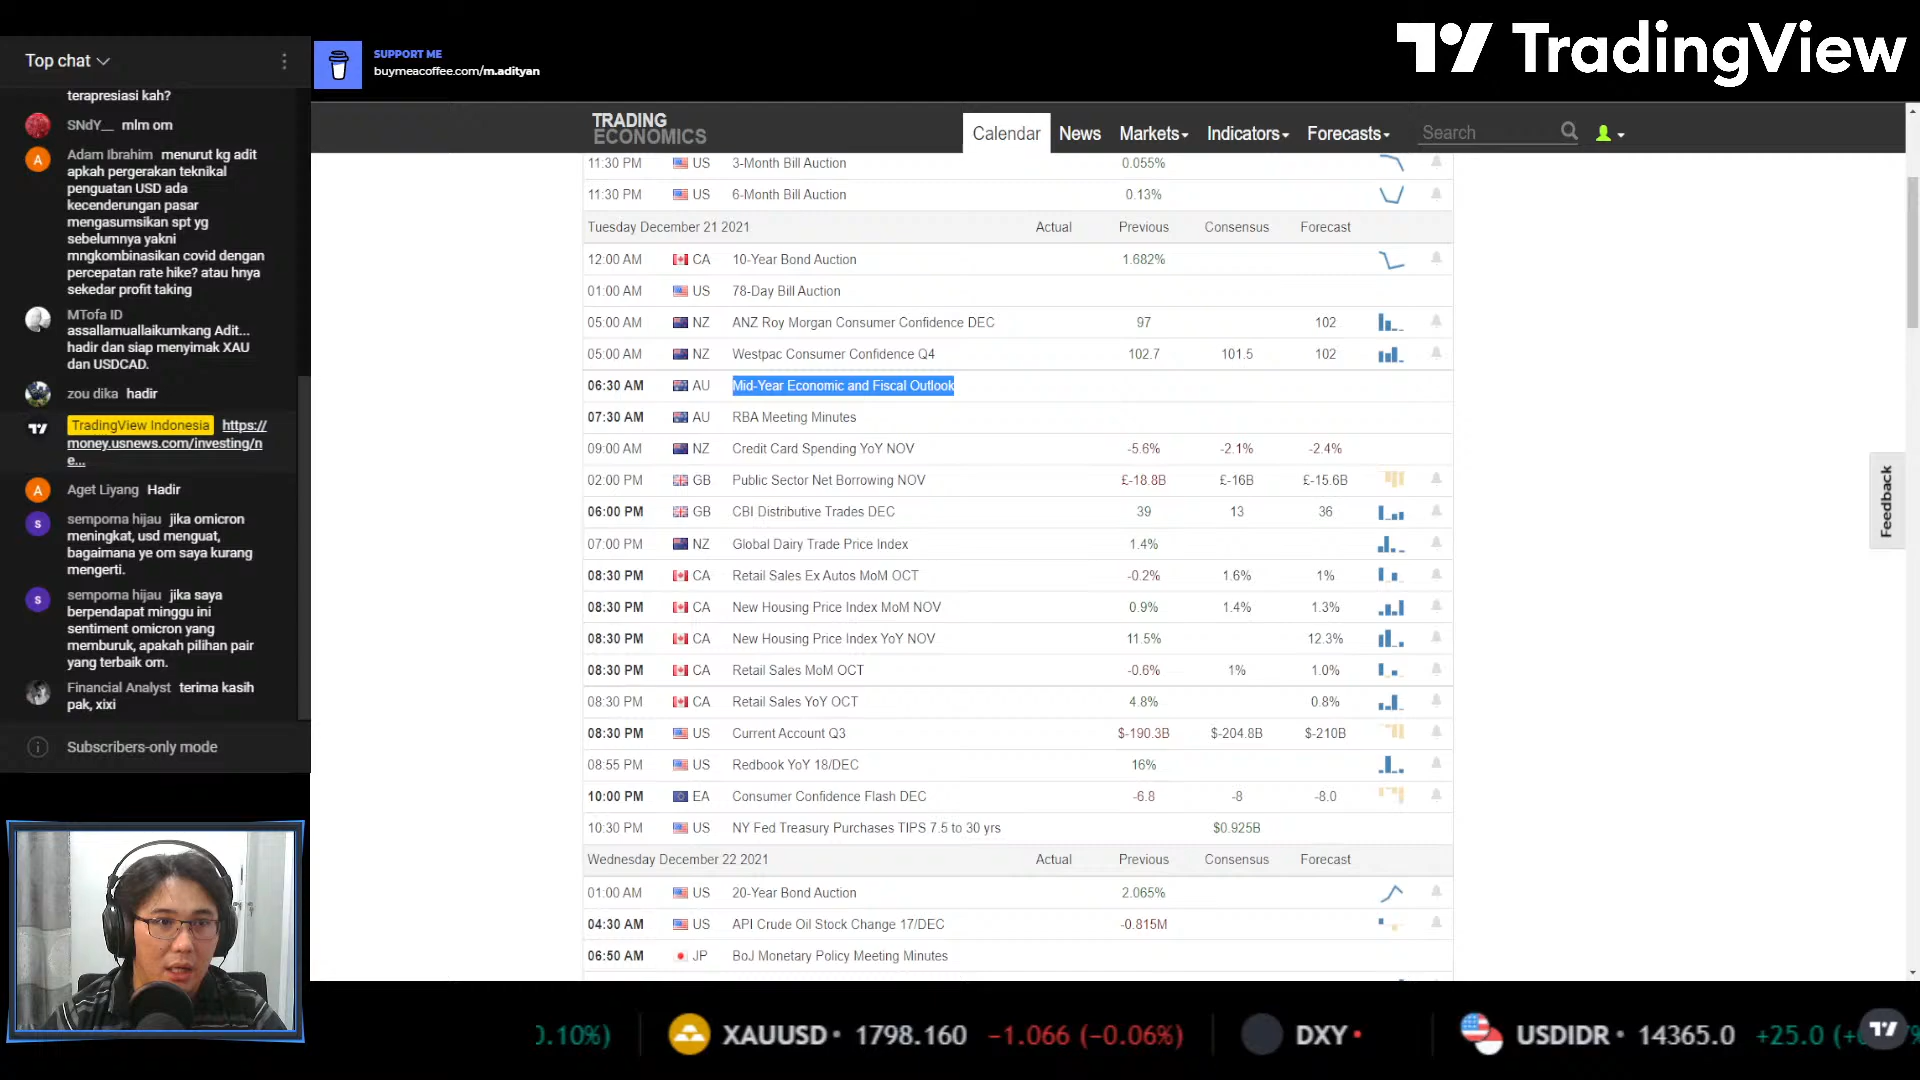 Top chat
terapresiasi kah?
SNdY__ mlm om
Adam Ibrahim menurut kg adit
apkah pergerakan teknikal
penguatan USD ada
kecenderungan pasar
mengasumsikan spt yg
sebelumnya yakni
mngkombinasikan covid dengan
percepatan rate hike? atau hnya
sekedar profit taking
MTofa ID
assallamuallaikumkang Adit...
hadir dan siap menyimak XAU
dan USDCAD.
zou dika hadir
TradingView Indonesia https://
money.usnews.com/investing/n
e...
Aget Liyang Hadir
semporna hijau jika omicron
meningkat, usd menguat,
bagaimana ye om saya kurang
mengerti.
semporna hijau jika saya
berpendapat minggu ini
sentiment omicron yang
memburuk, apakah pilihan pair
yang terbaik om.
Financial Analyst terima kasih
pak, xixi
Subscribers-only mode
SUPPORT ME
buymeacoffee.com/m.adityan
TradingView
TRADING
ECONOMICS
Calendar News Markets Indicators Forecasts Search
11:30 PM US 3-Month Bill Auction 0.055%
11:30 PM US 6-Month Bill Auction 0.13%
Tuesday December 21 2021 Actual Previous Consensus Forecast
12:00 AM CA 10-Year Bond Auction 1.682%
01:00 AM US 78-Day Bill Auction
05:00 AM NZ ANZ Roy Morgan Consumer Confidence DEC 97 102
05:00 AM NZ Westpac Consumer Confidence Q4 102.7 101.5 102
06:30 AM AU Mid-Year Economic and Fiscal Outlook
07:30 AM AU RBA Meeting Minutes
09:00 AM NZ Credit Card Spending YoY NOV -5.6% -2.1% -2.4%
02:00 PM GB Public Sector Net Borrowing NOV £-18.8B £-16B £-15.6B
06:00 PM GB CBI Distributive Trades DEC 39 13 36
07:00 PM NZ Global Dairy Trade Price Index 1.4%
08:30 PM CA Retail Sales Ex Autos MoM OCT -0.2% 1.6% 1%
08:30 PM CA New Housing Price Index MoM NOV 0.9% 1.4% 1.3%
08:30 PM CA New Housing Price Index YoY NOV 11.5% 12.3%
08:30 PM CA Retail Sales MoM OCT -0.6% 1% 1.0%
08:30 PM CA Retail Sales YoY OCT 4.8% 0.8%
08:30 PM US Current Account Q3 $-190.3B $-204.8B $-210B
08:55 PM US Redbook YoY 18/DEC 16%
10:00 PM EA Consumer Confidence Flash DEC -6.8 -8 -8.0
10:30 PM US NY Fed Treasury Purchases TIPS 7.5 to 30 yrs $0.925B
Wednesday December 22 2021 Actual Previous Consensus Forecast
01:00 AM US 20-Year Bond Auction 2.065%
04:30 AM US API Crude Oil Stock Change 17/DEC -0.815M
06:50 AM JP BoJ Monetary Policy Meeting Minutes
Feedback
0.10%) XAUUSD • 1798.160 −1.066 (−0.06%) DXY • USDIDR • 14365.0 +25.0